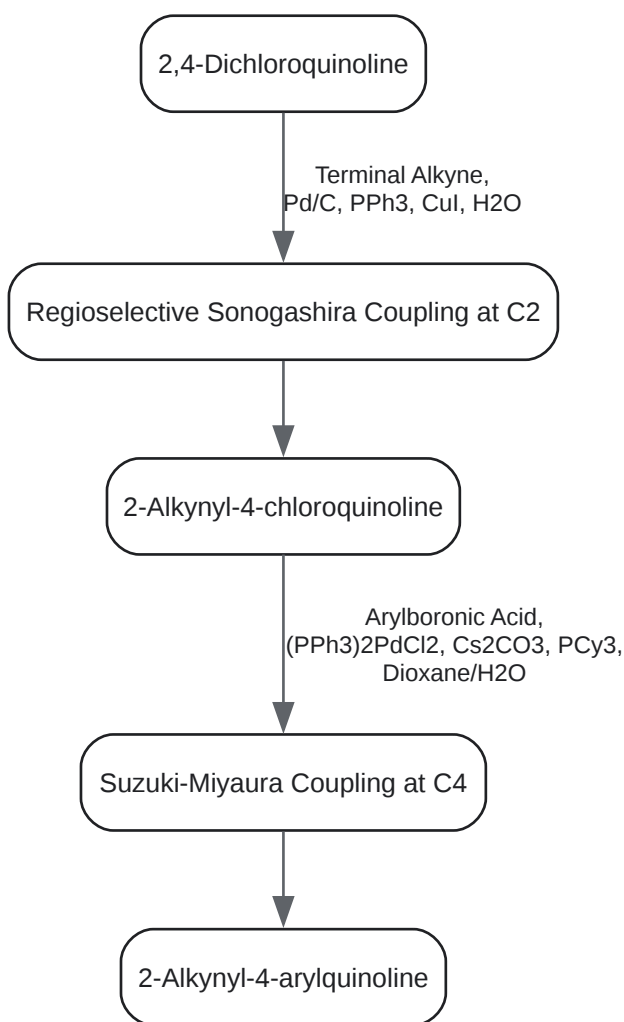 2,4-Dichloroquinoline
Terminal Alkyne,
Pd/C, PPh3, CuI, H2O
Regioselective Sonogashira Coupling at C2
2-Alkynyl-4-chloroquinoline
Arylboronic Acid,
(PPh3)2PdCl2, Cs2CO3, PCy3,
Dioxane/H2O
Suzuki-Miyaura Coupling at C4
2-Alkynyl-4-arylquinoline